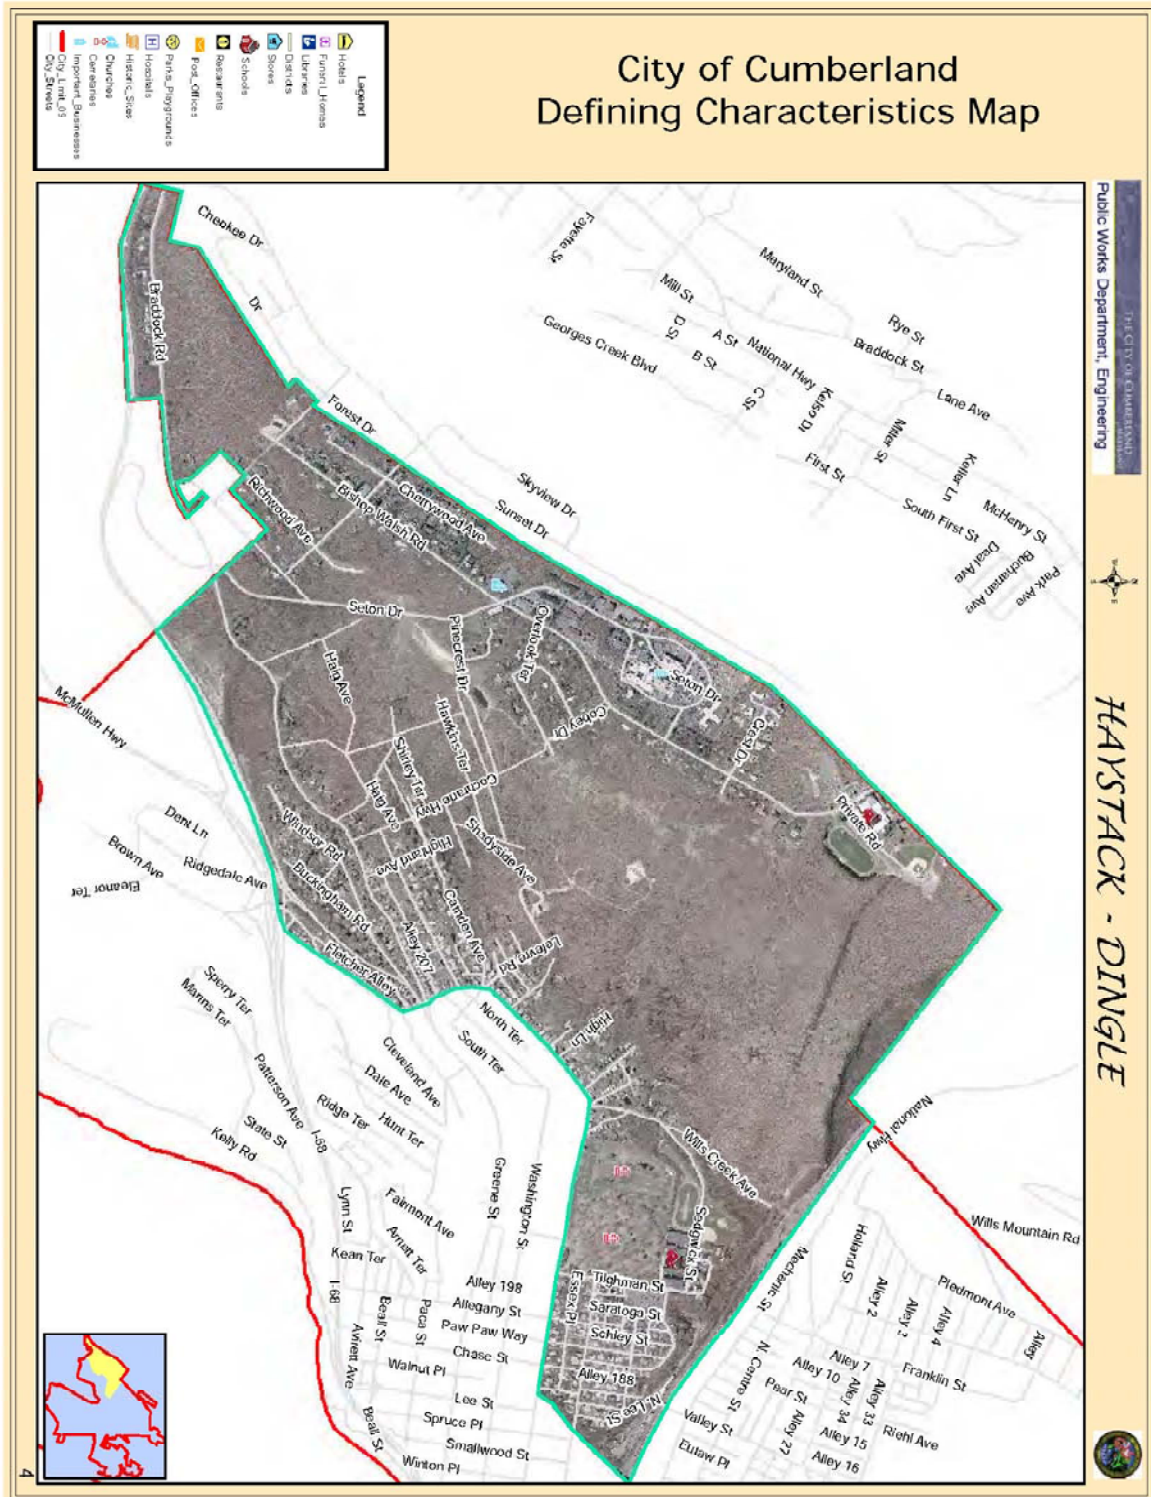 City of Cumberland
Defining Characteristics Map
Legend
Hotels
Funeral_Homes
Libraries
Districts
Stores
Schools
Restaurants
Post_Offices
Parks_Playgrounds
Hospitals
Historic_Sites
Churches
Cemeteries
Important_Businesses
City_Limit_05
City_Streets
THE CITY OF CUMBERLAND
Public Works Department, Engineering
HAYSTACK - DINGLE
Cherokee Dr
Dr
Braddock Rd
Fayette St
Maryland St
Mill St
D St
A St
B St
Georges Creek Blvd
National Hwy
Rye St
Braddock St
Lane Ave
C St
Kelso Dr
Miller St
First St
Keller Ln
McHenry St
South First St
Deal Ave
Buchanan Ave
Park Ave
Forest Dr
Skyview Dr
Sunset Dr
Cherrywood Ave
Bishop Walsh Rd
Richwood Ave
Seton Dr
Pinecrest Dr
Overlook Ter
Seton Dr
Haig Ave
Hawkins Ter
Cobey Dr
Crest Dr
McMullen Hwy
Shirley Ter
Cochrane Hwy
Haig Ave
Private Rd
Windsor Rd
Highland Ave
Shadyside Ave
Dent Ln
Brown Ave
Ridgedale Ave
Eleanor Ter
Buckingham Rd
Camden Ave
Alley 207
Fletcher Alley
Lefevre Rd
Sperry Ter
Manns Ter
North Ter
South Ter
High Ln
Cleveland Ave
Dale Ave
Patterson Ave
Ridge Ter
Hunt Ter
I-68
State St
Kelly Rd
National Hwy
Wills Creek Ave
Greene St
Washington St
Lynn St
Fairmont Ave
Arnett Ter
Kean Ter
Sedgwick St
Wills Mountain Rd
Holland St
Mechanic St
Piedmont Ave
Alley 2
Alley 4
Alley
Tilghman St
Essex Pl
Saratoga St
Schley St
Alley 188
N. Lee St
Alley 198
Allegany St
Paw Paw Way
Chase St
I-68
Beall St
Paca St
Avirett Ave
Walnut Pl
Lee St
Spruce Pl
Smallwood St
Beall St
Winton Pl
N. Centre St
Alley 7
Alley 10
Franklin St
Pear St
Alley 34
Alley 33
Alley 27
Alley 15
Riehl Ave
Valley St
Eutaw Pl
Alley 16
4